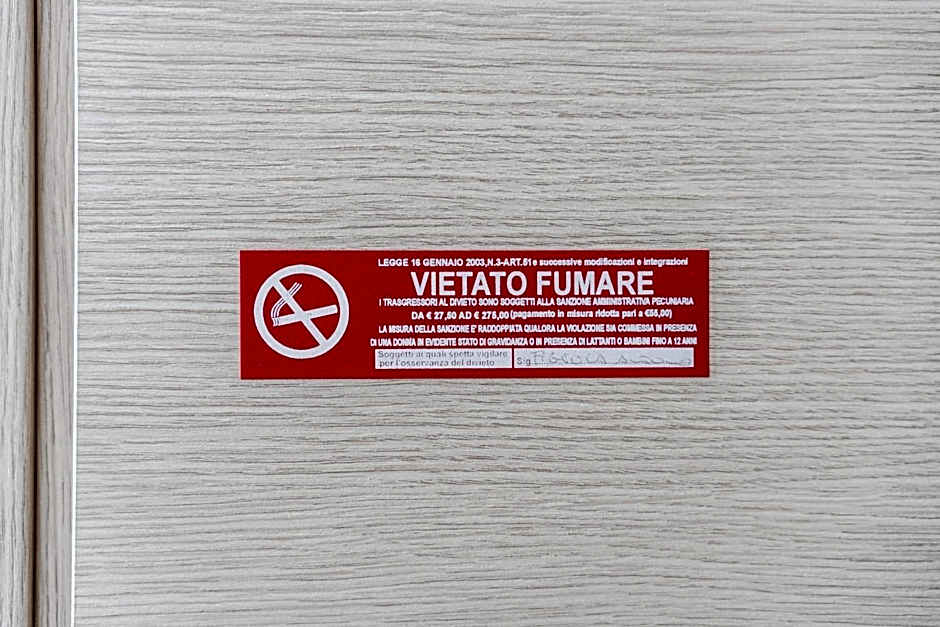 LEGGE 16 GENNAIO 2003,N.3-ART.51e successive modificazioni e integrazioni
VIETATO FUMARE
I TRASGRESSORI AL DIVIETO SONO SOGGETTI ALLA SANZIONE AMMINISTRATIVA PECUNIARIA
DA € 27,50 AD € 275,00(pagamento in misura ridotta pari a €55,00)
LA MISURA DELLA SANZIONE E' RADDOPPIATA QUALORA LA VIOLAZIONE SIA COMMESSA IN PRESENZA
DI UNA DONNA IN EVIDENTE STATO DI GRAVIDANZA O IN PRESENZA DI LATTANTI O BAMBINI FINO A 12 ANNI
Soggetti ai quali spetta vigilare
per l'osservanza del divieto
Sig.